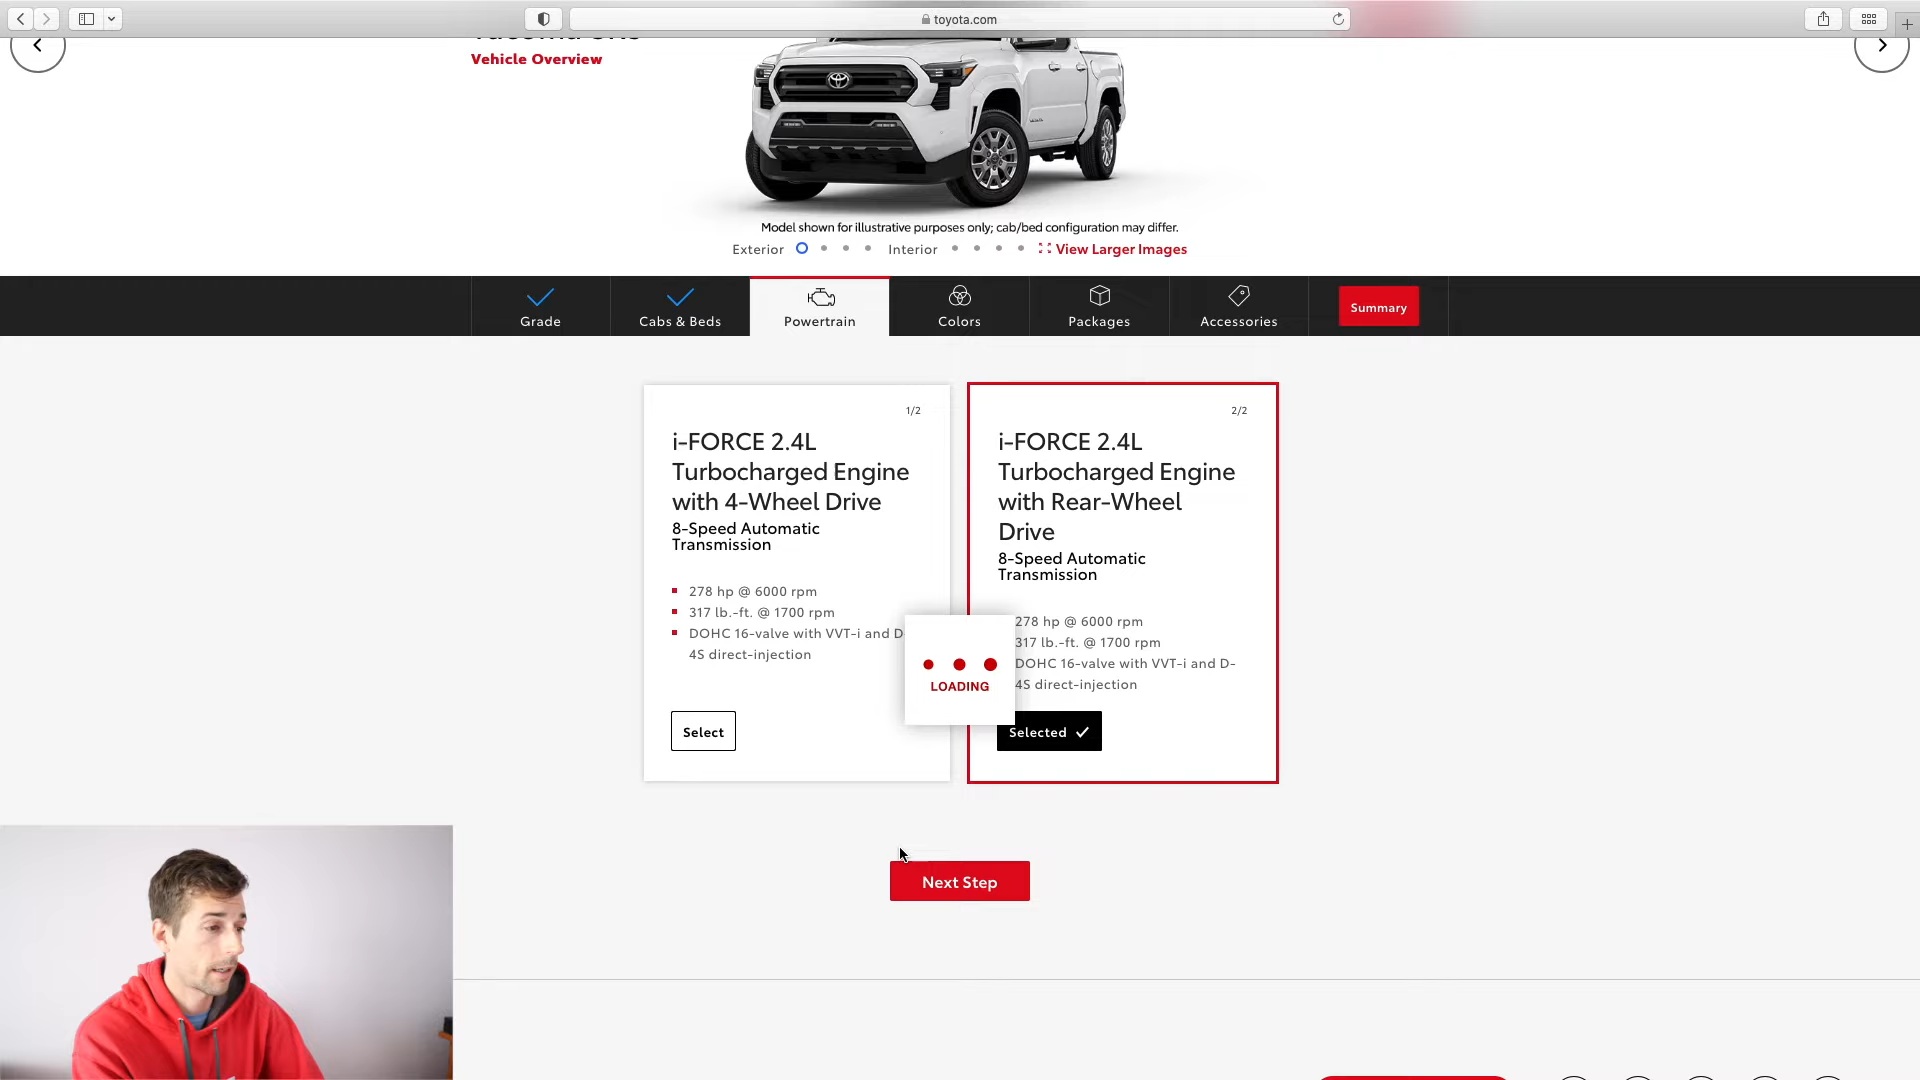 toyota.com
Vehicle Overview
Model shown for illustrative purposes only; cab/bed configuration may differ.
Exterior Interior View Larger Images
Grade Cabs & Beds Powertrain Colors Packages Accessories Summary
1/2
i-FORCE 2.4L
Turbocharged Engine
with 4-Wheel Drive
8-Speed Automatic
Transmission
278 hp @ 6000 rpm
317 lb.-ft. @ 1700 rpm
DOHC 16-valve with VVT-i and D-
4S direct-injection
Select
2/2
i-FORCE 2.4L
Turbocharged Engine
with Rear-Wheel
Drive
8-Speed Automatic
Transmission
278 hp @ 6000 rpm
317 lb.-ft. @ 1700 rpm
DOHC 16-valve with VVT-i and D-
4S direct-injection
Selected
LOADING
Next Step